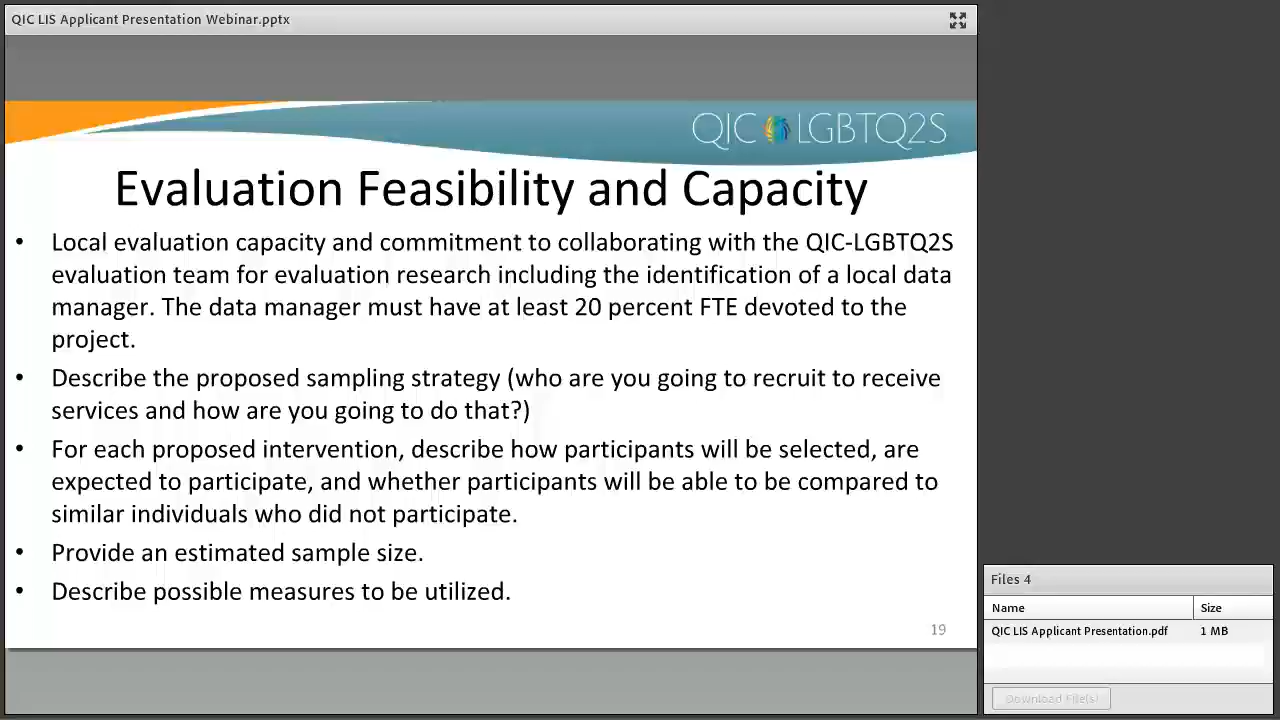 QIC LIS Applicant Presentation Webinar.pptx
QIC LGBTQ2S
Evaluation Feasibility and Capacity
• Local evaluation capacity and commitment to collaborating with the QIC-LGBTQ2S
evaluation team for evaluation research including the identification of a local data
manager. The data manager must have at least 20 percent FTE devoted to the
project.
• Describe the proposed sampling strategy (who are you going to recruit to receive
services and how are you going to do that?)
• For each proposed intervention, describe how participants will be selected, are
expected to participate, and whether participants will be able to be compared to
similar individuals who did not participate.
• Provide an estimated sample size.
• Describe possible measures to be utilized.
19
Files 4
Name Size
QIC LIS Applicant Presentation.pdf 1 MB
Download File(s)